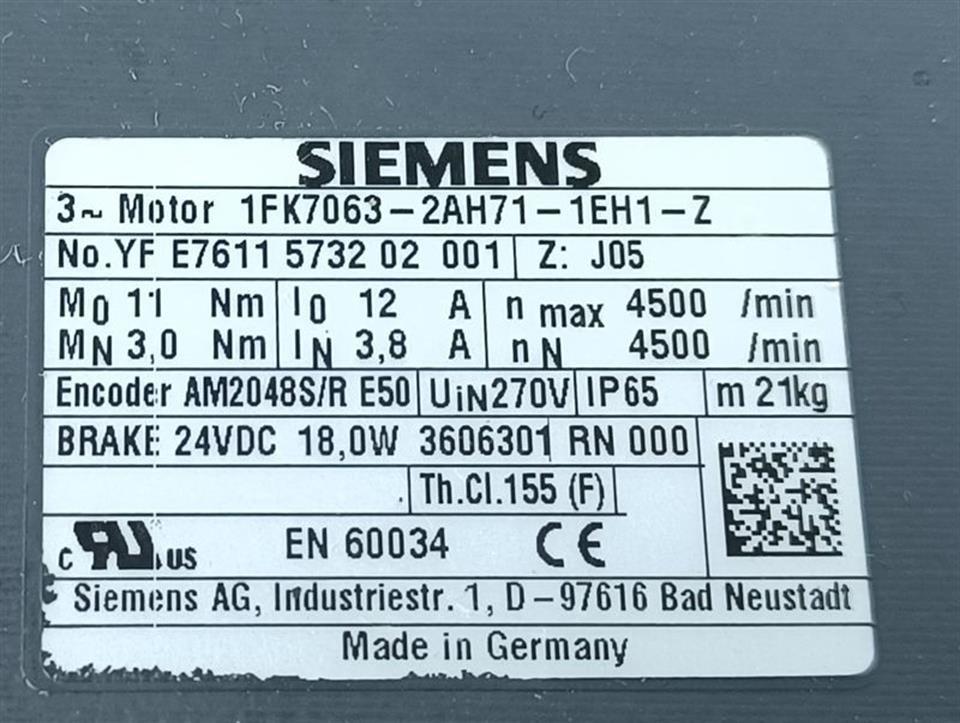 SIEMENS
3~ Motor 1FK7063-2AH71-1EH1-Z
No.YF E7611 5732 02 001 Z: J05
M0 11 Nm I0 12 A n max 4500 /min
MN 3,0 Nm IN 3,8 A nN 4500 /min
Encoder AM2048S/R E50 UiN270V IP65 m 21kg
BRAKE 24VDC 18,0W 3606301 RN 000
Th.Cl.155 (F)
c RU US EN 60034 CE
Siemens AG, Industriestr. 1, D-97616 Bad Neustadt
Made in Germany